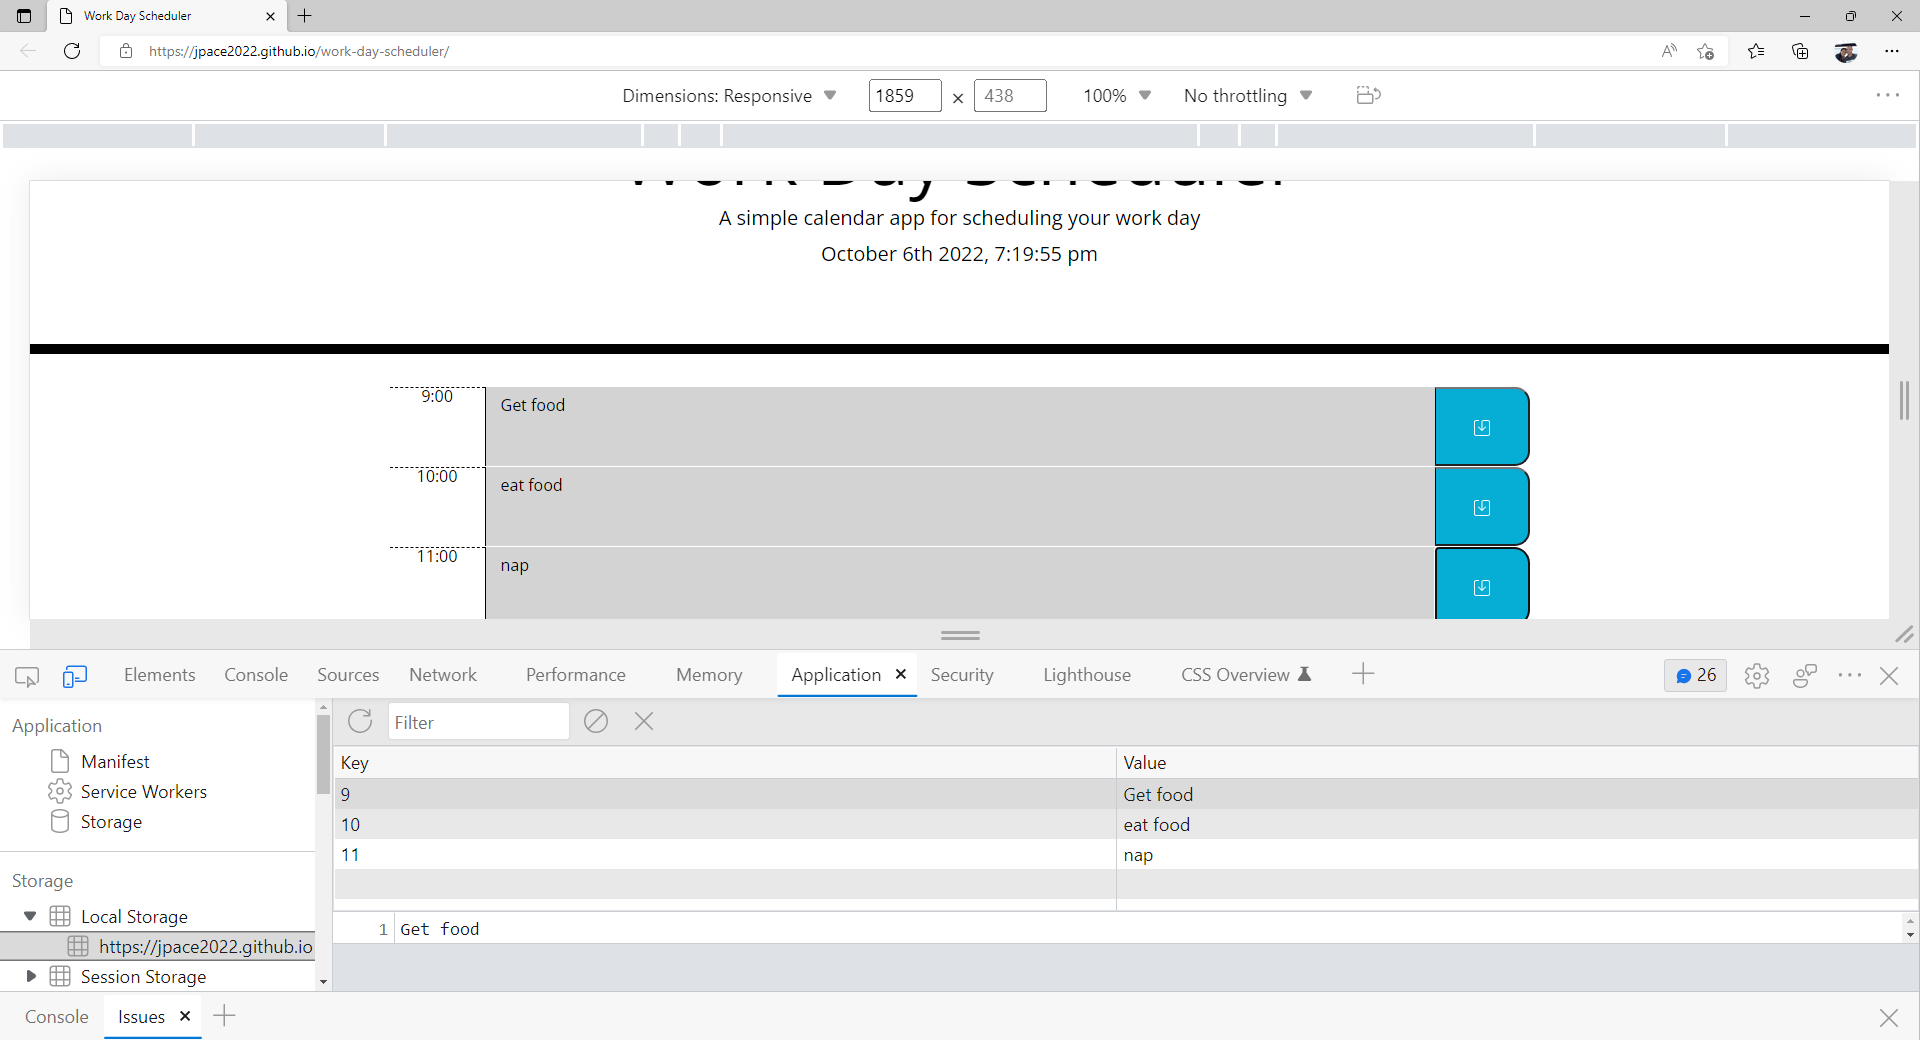 Work Day Scheduler
https://jpace2022.github.io/work-day-scheduler/
Dimensions: Responsive 1859 × 438 100% No throttling
Work Day Scheduler
A simple calendar app for scheduling your work day
October 6th 2022, 7:19:55 pm
9:00 Get food
10:00 eat food
11:00 nap
Elements Console Sources Network Performance Memory Application Security Lighthouse CSS Overview 26
Application
Manifest
Service Workers
Storage
Storage
Local Storage
https://jpace2022.github.io
Session Storage
Filter
Key Value
9 Get food
10 eat food
11 nap
1 Get food
Console Issues